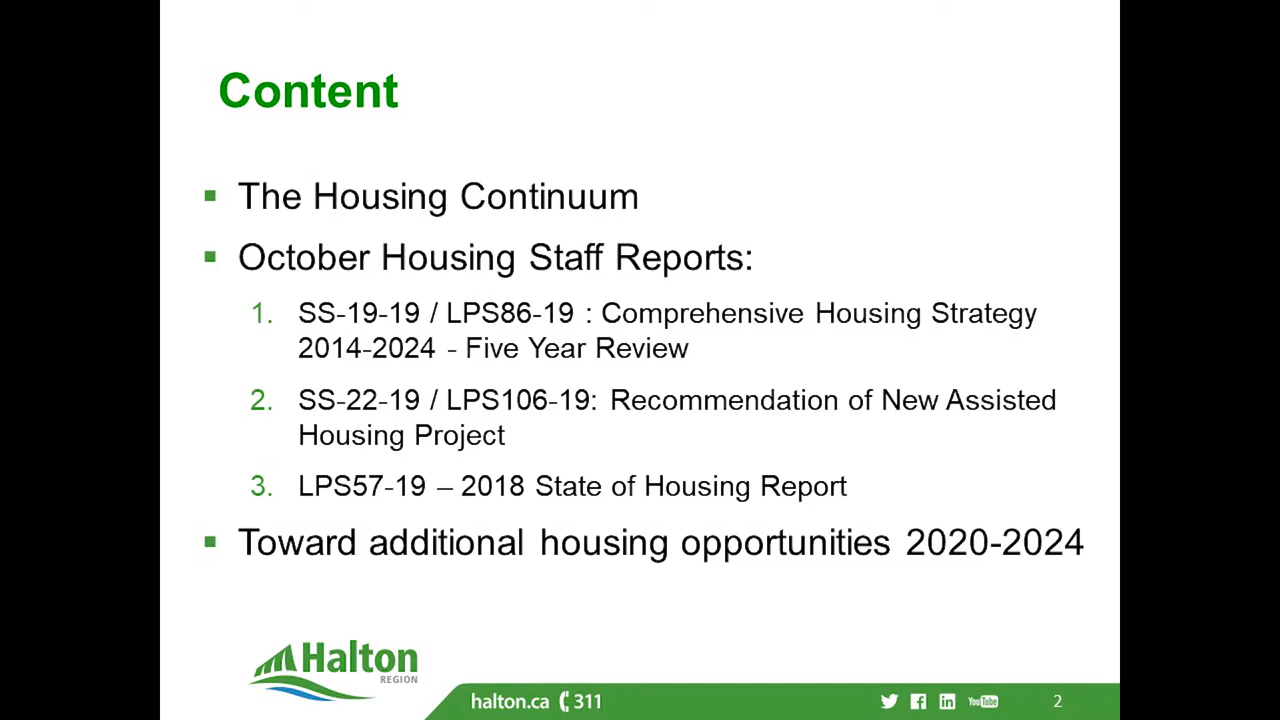 Content
The Housing Continuum
October Housing Staff Reports:
1. SS-19-19 / LPS86-19 : Comprehensive Housing Strategy
2014-2024 - Five Year Review
2. SS-22-19 / LPS106-19: Recommendation of New Assisted
Housing Project
3. LPS57-19 – 2018 State of Housing Report
Toward additional housing opportunities 2020-2024
Halton
REGION
halton.ca 311
YouTube
2